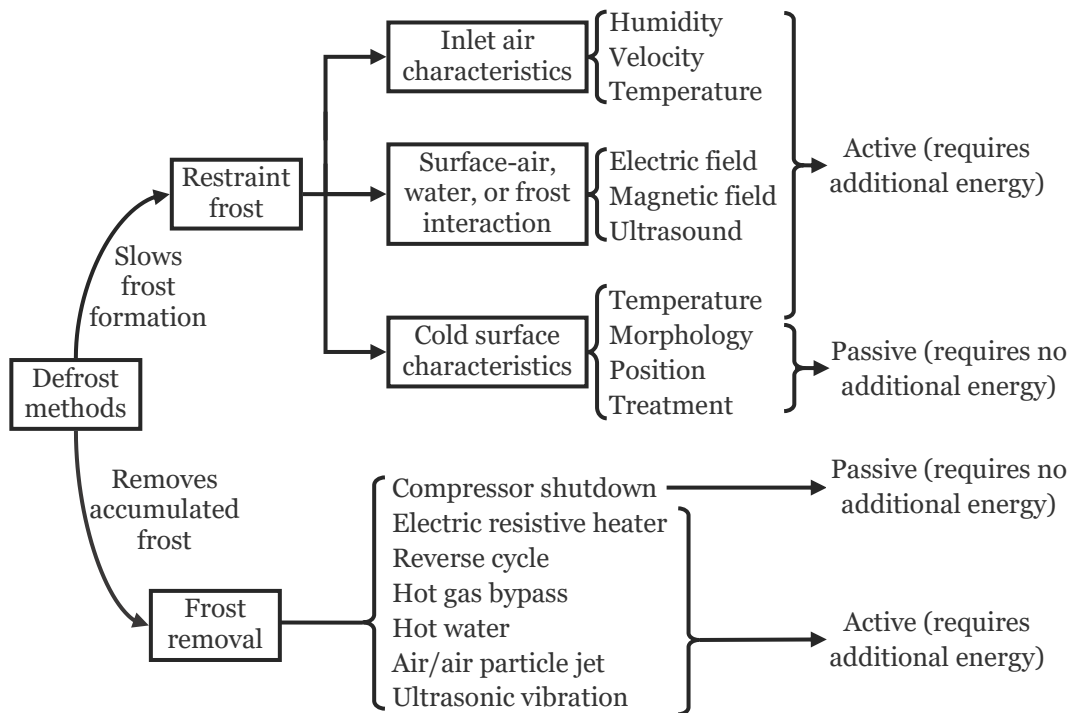 Inlet air
characteristics
Humidity
Velocity
Temperature
Restraint
frost
Surface-air,
water, or frost
interaction
Electric field
Magnetic field
Ultrasound
Active (requires
additional energy)
Slows
frost
formation
Cold surface
characteristics
Temperature
Morphology
Position
Treatment
Passive (requires no
additional energy)
Defrost
methods
Removes
accumulated
frost
Frost
removal
Compressor shutdown
Electric resistive heater
Reverse cycle
Hot gas bypass
Hot water
Air/air particle jet
Ultrasonic vibration
Passive (requires no
additional energy)
Active (requires
additional energy)